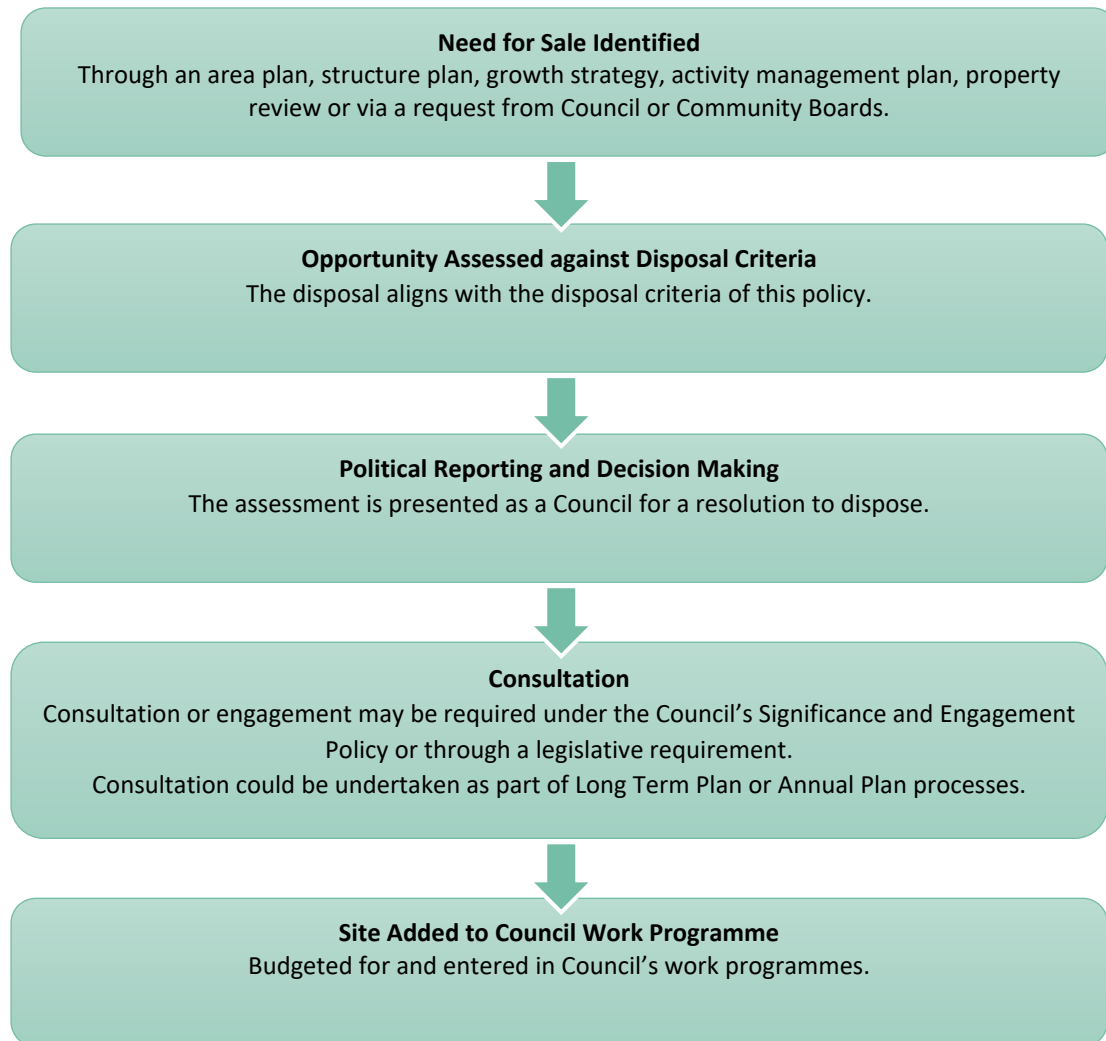 Need for Sale Identified
Through an area plan, structure plan, growth strategy, activity management plan, property
review or via a request from Council or Community Boards.
Opportunity Assessed against Disposal Criteria
The disposal aligns with the disposal criteria of this policy.
Political Reporting and Decision Making
The assessment is presented as a Council for a resolution to dispose.
Consultation
Consultation or engagement may be required under the Council’s Significance and Engagement
Policy or through a legislative requirement.
Consultation could be undertaken as part of Long Term Plan or Annual Plan processes.
Site Added to Council Work Programme
Budgeted for and entered in Council’s work programmes.